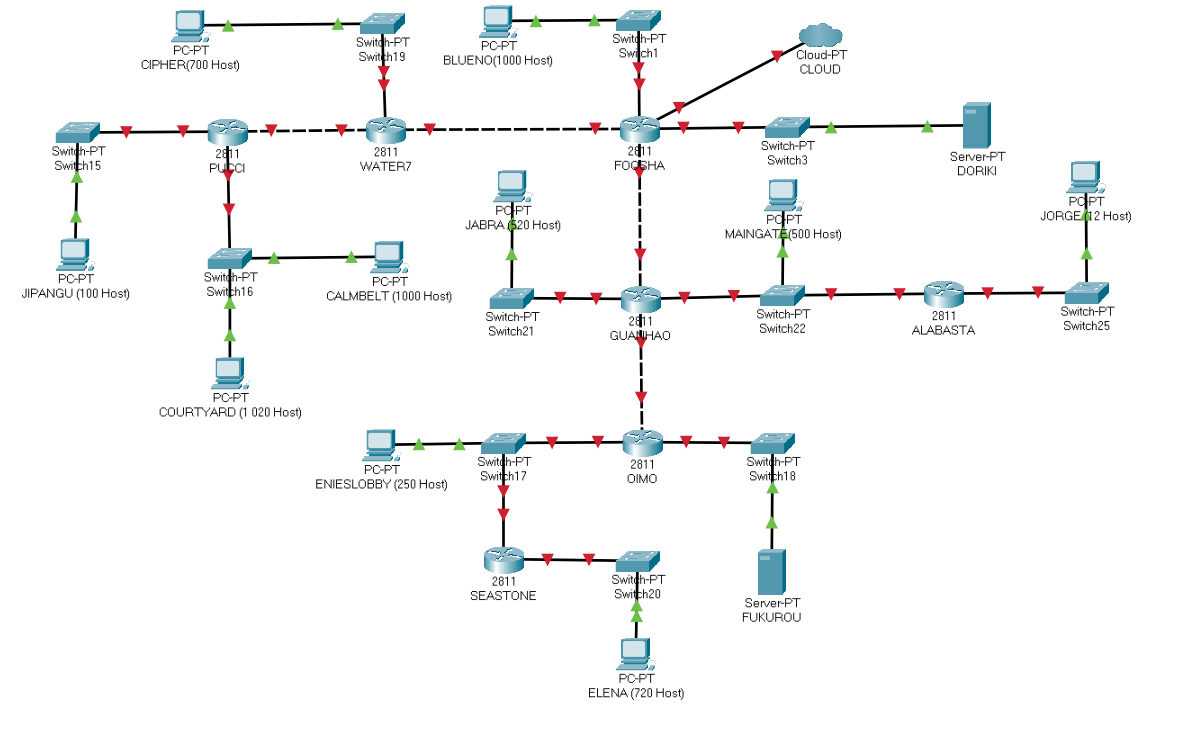 PC-PT
CIPHER(700 Host)
Switch-PT
Switch19
PC-PT
BLUENO(1000 Host)
Switch-PT
Switch1
Cloud-PT
CLOUD
Switch-PT
Switch15
2811
PUCCI
2811
WATER7
2811
FOOSHA
Switch-PT
Switch3
Server-PT
DORIKI
PC-PT
JABRA (520 Host)
PC-PT
MAINGATE(500 Host)
PC-PT
JORGE (12 Host)
PC-PT
JIPANGU (100 Host)
Switch-PT
Switch16
PC-PT
CALMBELT (1000 Host)
Switch-PT
Switch21
2811
GUANHAO
Switch-PT
Switch22
2811
ALABASTA
Switch-PT
Switch25
PC-PT
COURTYARD (1 020 Host)
PC-PT
ENIESLOBBY (250 Host)
Switch-PT
Switch17
2811
OIMO
Switch-PT
Switch18
2811
SEASTONE
Switch-PT
Switch20
Server-PT
FUKUROU
PC-PT
ELENA (720 Host)